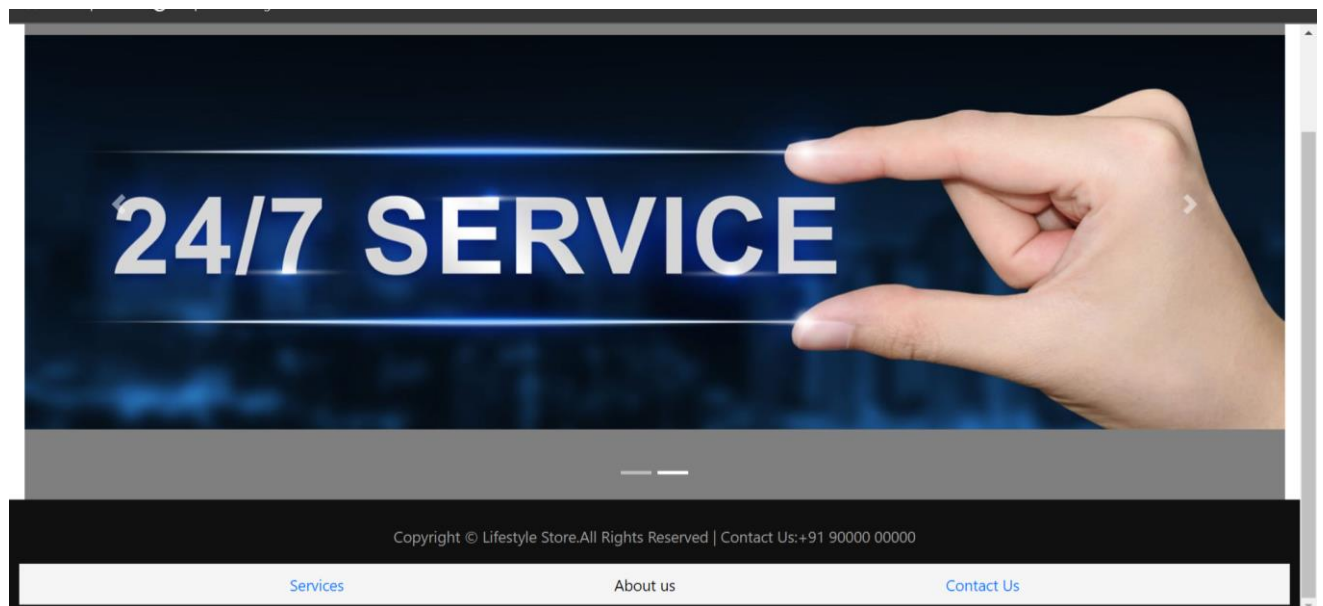 24/7 SERVICE
Copyright © Lifestyle Store.All Rights Reserved | Contact Us:+91 90000 00000
Services About us Contact Us